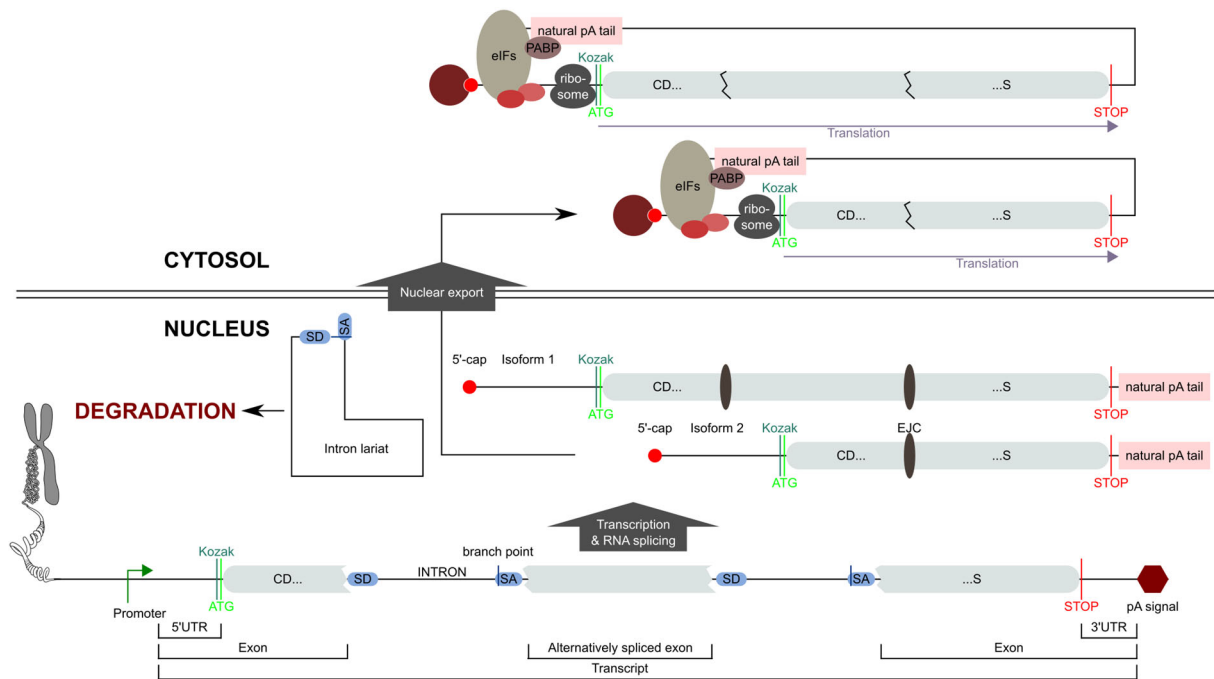 natural pA tail
eIFs
PABP
Kozak
ribo-
some
CD...
...S
ATG
STOP
Translation
natural pA tail
eIFs
PABP
Kozak
ribo-
some
CD...
...S
ATG
STOP
Translation
CYTOSOL
Nuclear export
NUCLEUS
SD
SA
5'-cap
Isoform 1
Kozak
CD...
...S
natural pA tail
ATG
STOP
DEGRADATION
Intron lariat
5'-cap
Isoform 2
Kozak
EJC
CD...
...S
natural pA tail
ATG
STOP
Transcription
& RNA splicing
Kozak
branch point
CD...
SD
INTRON
SA
SD
SA
...S
Promoter
ATG
STOP
pA signal
5'UTR
3'UTR
Exon
Alternatively spliced exon
Exon
Transcript